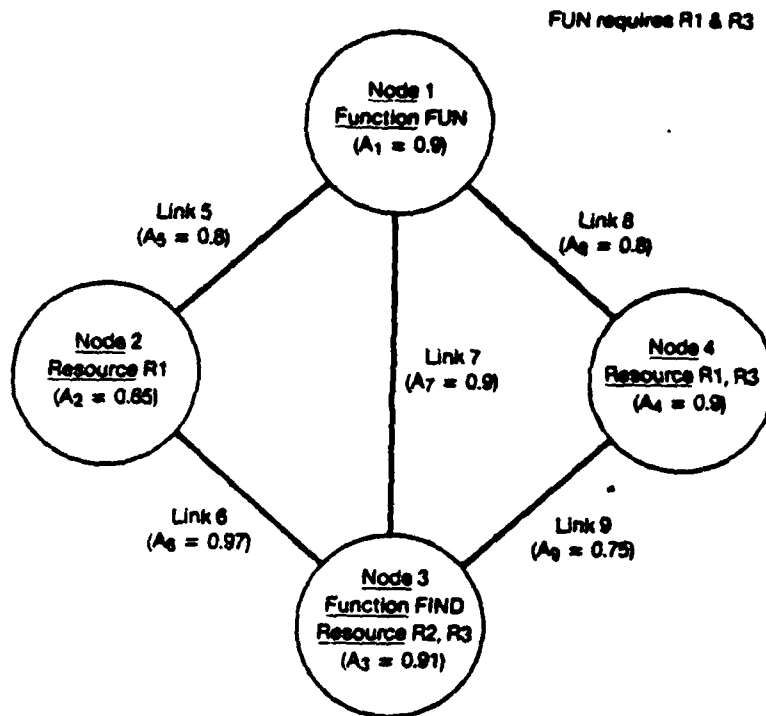 FUN requires R1 & R3
Node 1
Function FUN
(A1 = 0.9)
Link 5
(A5 = 0.8)
Link 8
(A8 = 0.8)
Node 2
Resource R1
(A2 = 0.85)
Link 7
(A7 = 0.9)
Node 4
Resource R1, R3
(A4 = 0.9)
Link 6
(A6 = 0.97)
Link 9
(A9 = 0.75)
Node 3
Function FIND
Resource R2, R3
(A3 = 0.91)